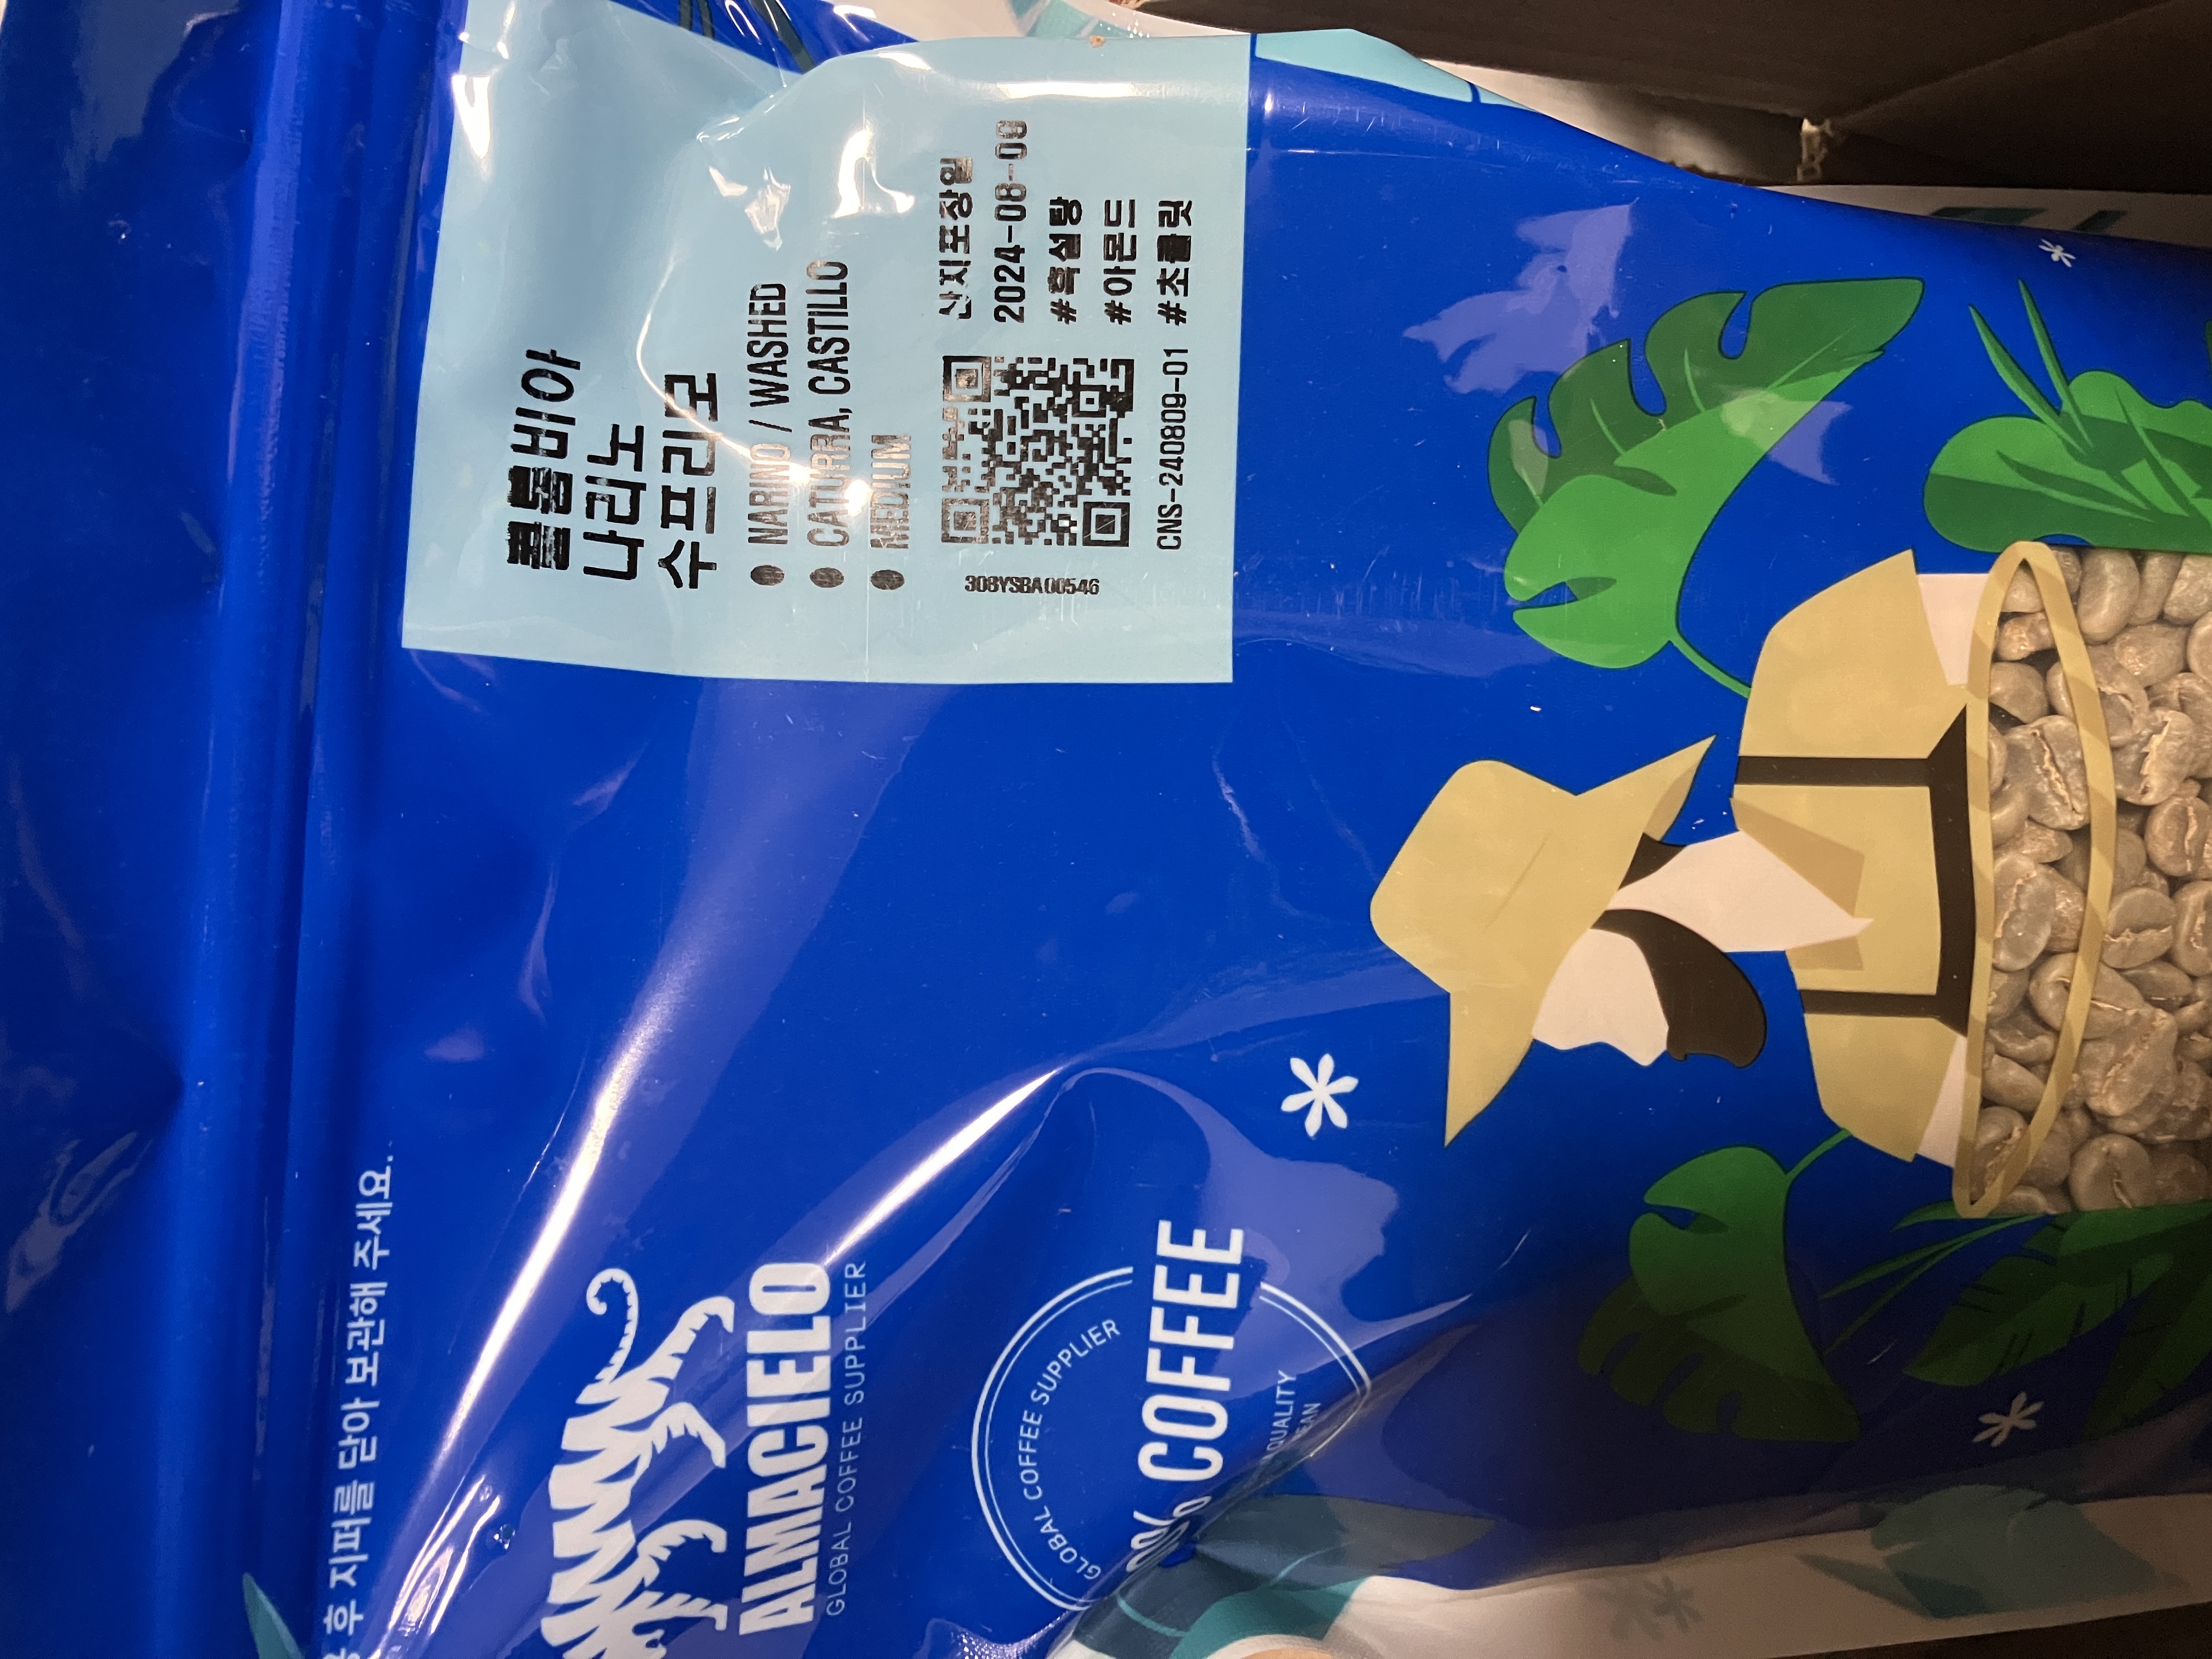 후 지퍼를 닫아 보관해 주세요.
ALMACIELO
GLOBAL COFFEE SUPPLIER
GLOBAL COFFEE SUPPLIER
% COFFEE
QUALITY
콜롬비아
나리노
수프리모
● NARINO / WASHED
● CATURRA, CASTILLO
● MEDIUM
308YSBA00546
CNS-240809-01
산지포장일
2024-08-09
#흑설탕
#아몬드
#초콜릿